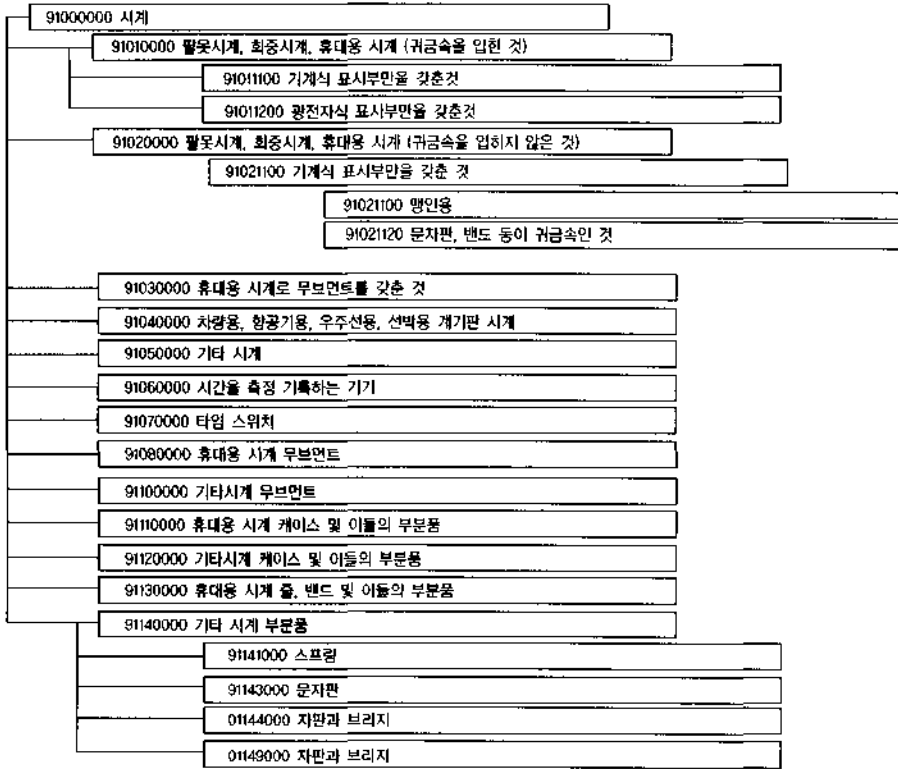 91000000 시계
91010000 팔뚯시계, 회중시계, 휴대용 시계 (귀금속을 입힌 것)
91011100 기계식 표시부만을 갖춘것
91011200 광전자식 표시부만을 갖춘것
91020000 팔뚯시계, 회중시계, 휴대용 시계 (귀금속을 입히지 않은 것)
91021100 기계식 표시부만을 갖춘 것
91021100 맹인용
91021120 문자판, 밴도 동이 귀금속인 것
91030000 휴대용 시계로 무브먼트를 갖춘 것
91040000 차량용, 항공기용, 우주선용, 선박용 계기판 시계
91050000 기타 시계
91060000 시간을 측정 기록하는 기기
91070000 타임 스위치
91080000 휴대용 시계 무브먼트
91100000 기타시계 무브먼트
91110000 휴대용 시계 케이스 및 이들의 부분품
91120000 기타시계 케이스 및 이들의 부분품
91130000 휴대용 시계 줄, 밴드 및 이들의 부분품
91140000 기타 시계 부분품
91141000 스프링
91143000 문자판
01144000 자판과 브리지
01149000 자판과 브리지